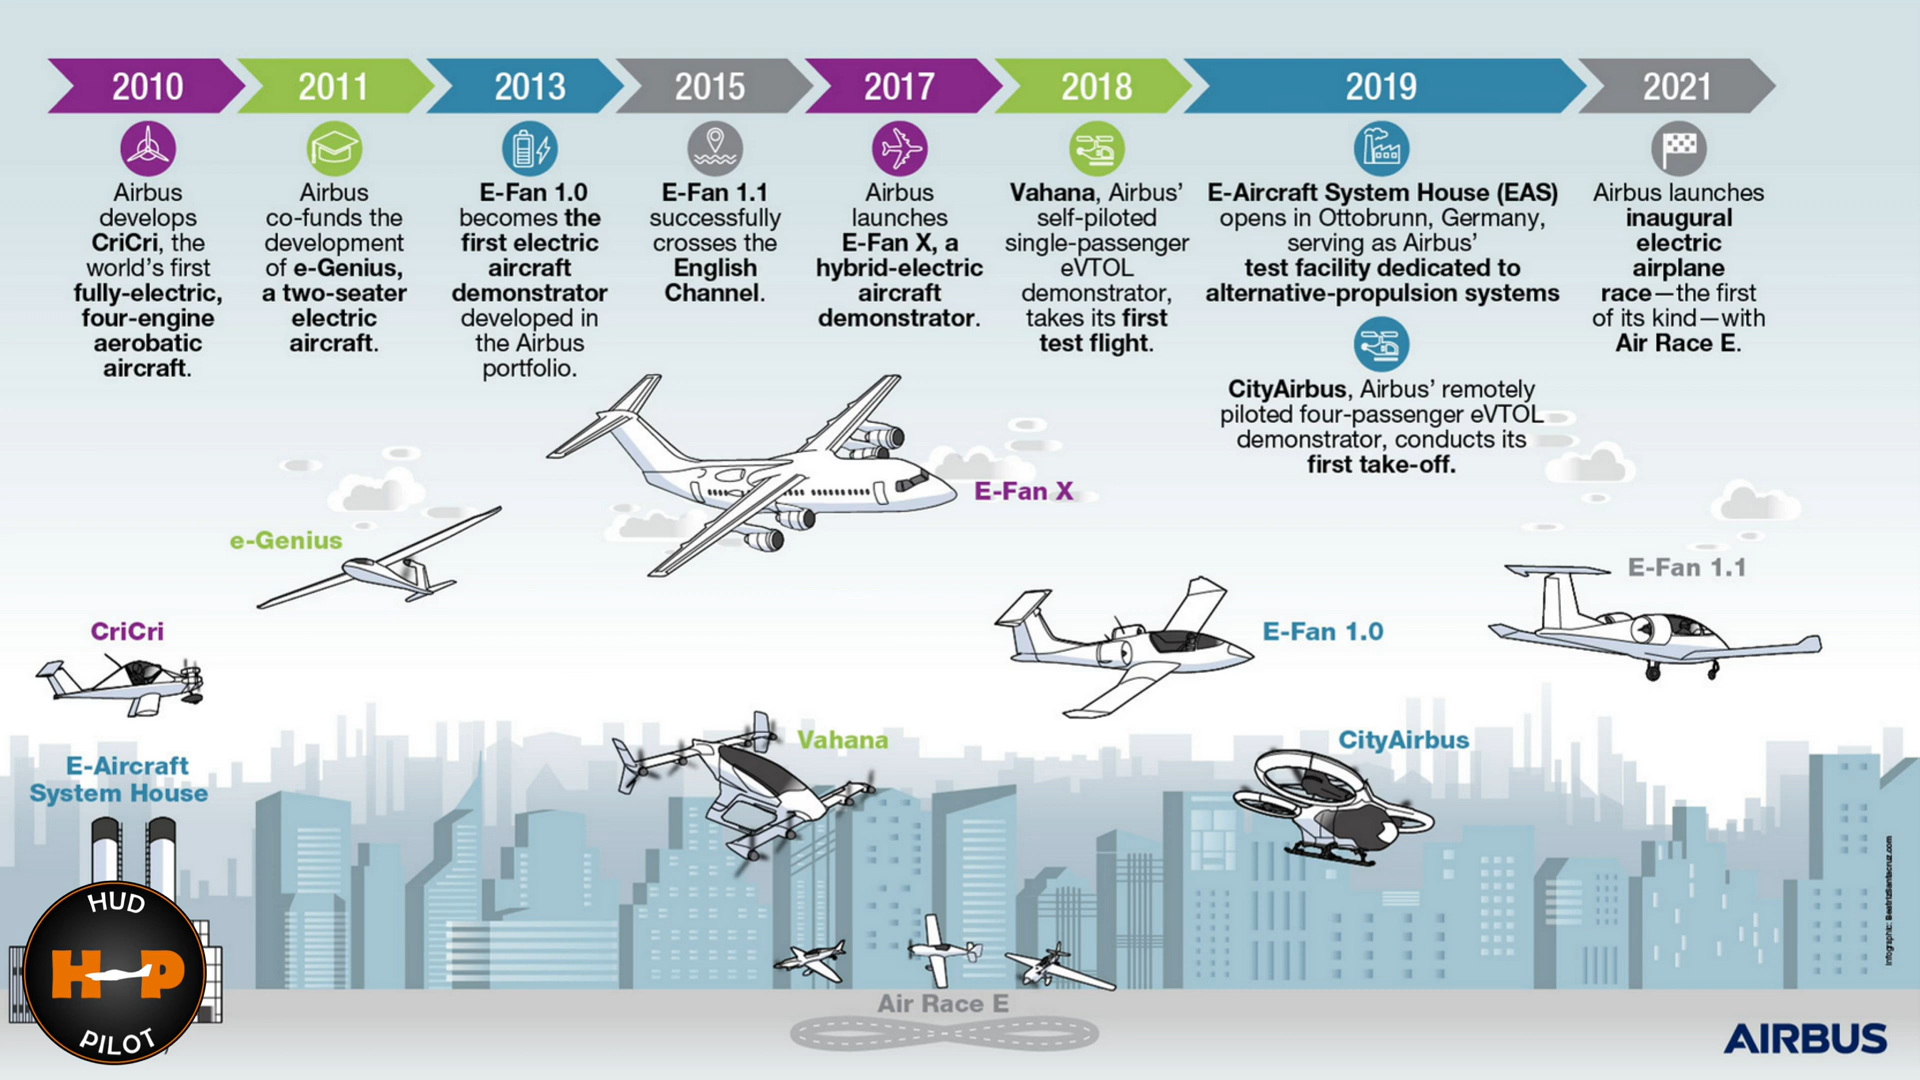 2010
2011
2013
2015
2017
2018
2019
2021
Airbus
develops
CriCri, the
world's first
fully-electric,
four-engine
aerobatic
aircraft.
Airbus
co-funds the
development
of e-Genius,
a two-seater
electric
aircraft.
E-Fan 1.0
becomes the
first electric
aircraft
demonstrator
developed in
the Airbus
portfolio.
E-Fan 1.1
successfully
crosses the
English
Channel.
Airbus
launches
E-Fan X, a
hybrid-electric
aircraft
demonstrator.
Vahana, Airbus'
self-piloted
single-passenger
eVTOL
demonstrator,
takes its first
test flight.
E-Aircraft System House (EAS)
opens in Ottobrunn, Germany,
serving as Airbus'
test facility dedicated to
alternative-propulsion systems
CityAirbus, Airbus' remotely
piloted four-passenger eVTOL
demonstrator, conducts its
first take-off.
Airbus launches
inaugural
electric
airplane
race—the first
of its kind—with
Air Race E.
E-Fan X
e-Genius
E-Fan 1.1
CriCri
E-Fan 1.0
Vahana
CityAirbus
E-Aircraft
System House
HUD
H P
PILOT
Air Race E
AIRBUS
Infographic: Beatrizsantacruz.com